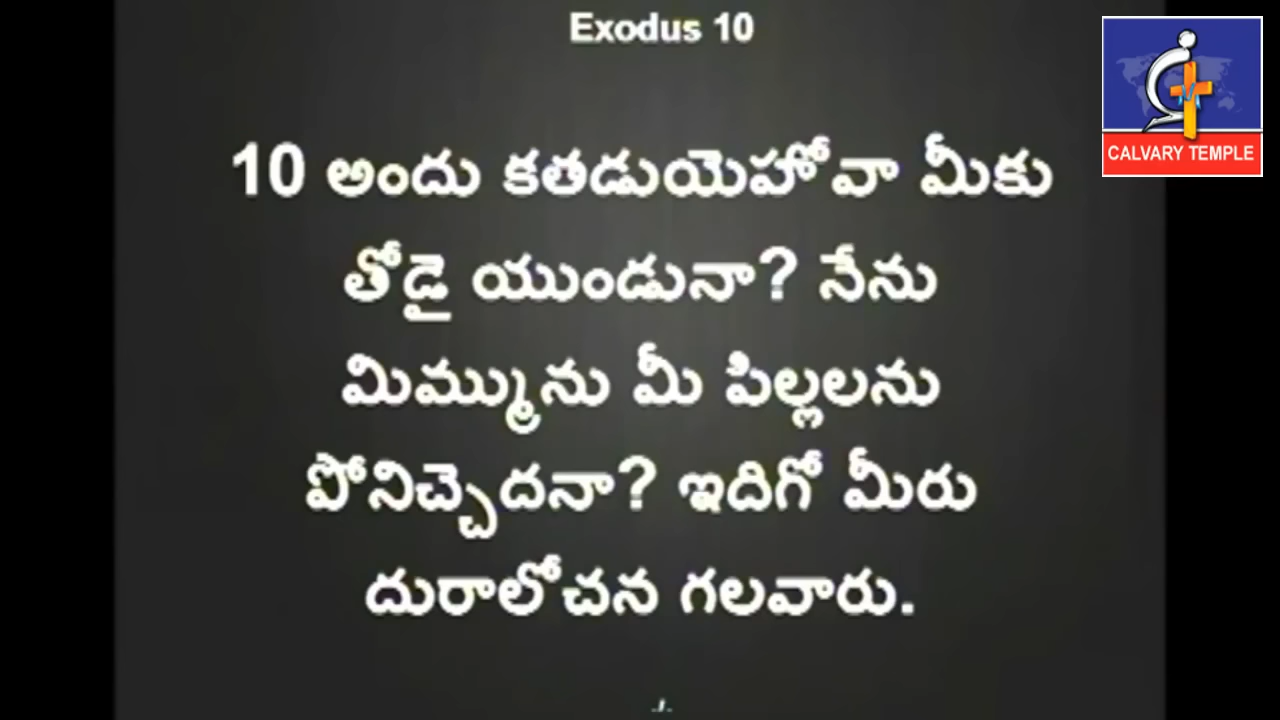 Exodus 10
CALVARY TEMPLE
10 అందు కతడుయెహోవా మీకు
తోడై యుండునా? నేను
మిమ్మును మీ పిల్లలను
పోనిచ్చెదనా? ఇదిగో మీరు
దురాలోచన గలవారు.